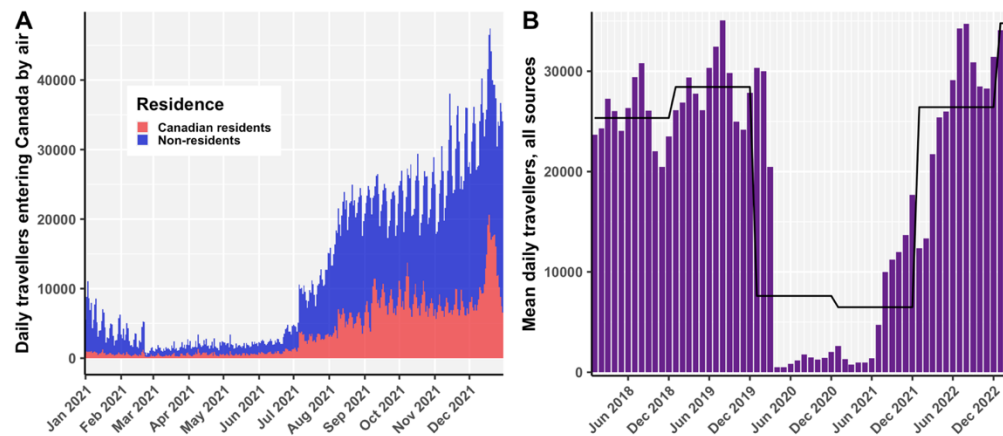 A
Daily travellers entering Canada by air
40000
30000
20000
10000
0
Residence
Canadian residents
Non-residents
Jan 2021
Feb 2021
Mar 2021
Apr 2021
May 2021
Jun 2021
Jul 2021
Aug 2021
Sep 2021
Oct 2021
Nov 2021
Dec 2021
B
Mean daily travellers, all sources
30000
20000
10000
0
Jun 2018
Dec 2018
Jun 2019
Dec 2019
Jun 2020
Dec 2020
Jun 2021
Dec 2021
Jun 2022
Dec 2022